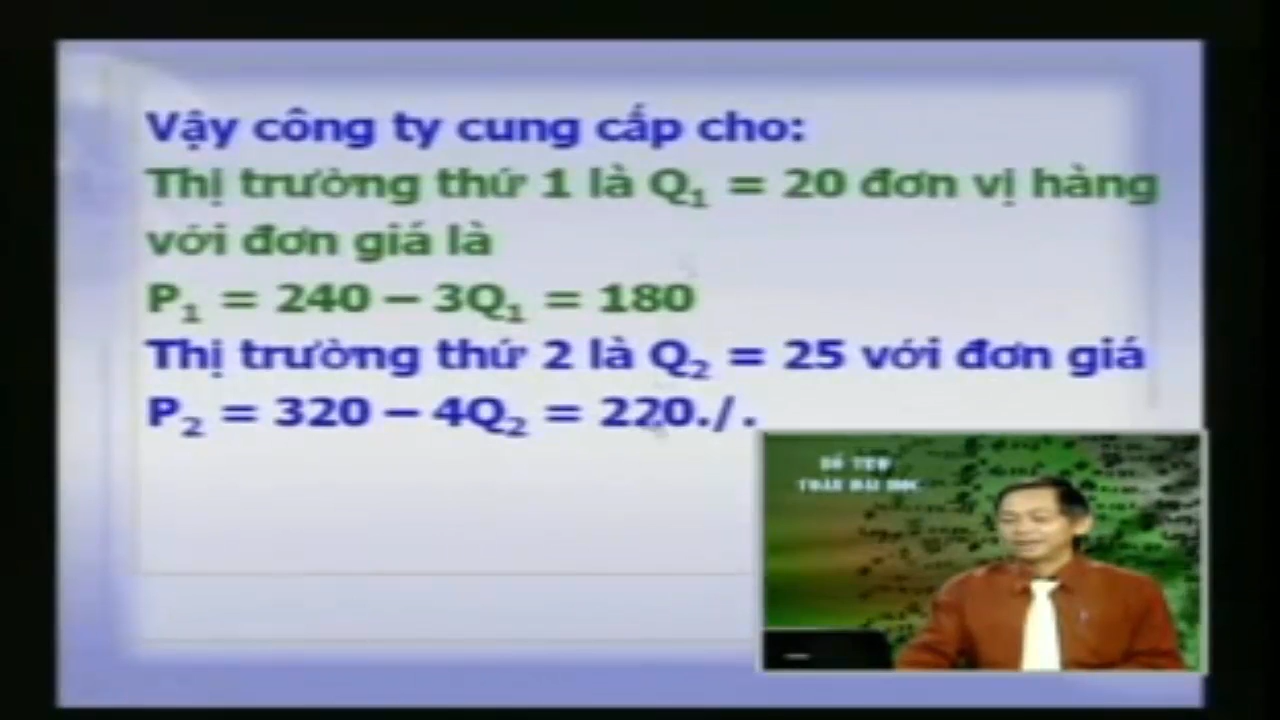 Vậy công ty cung cấp cho:
Thị trường thứ 1 là Q₁ = 20 đơn vị hàng
với đơn giá là
P₁ = 240 – 3Q₁ = 180
Thị trường thứ 2 là Q₂ = 25 với đơn giá
P₂ = 320 – 4Q₂ = 220./.